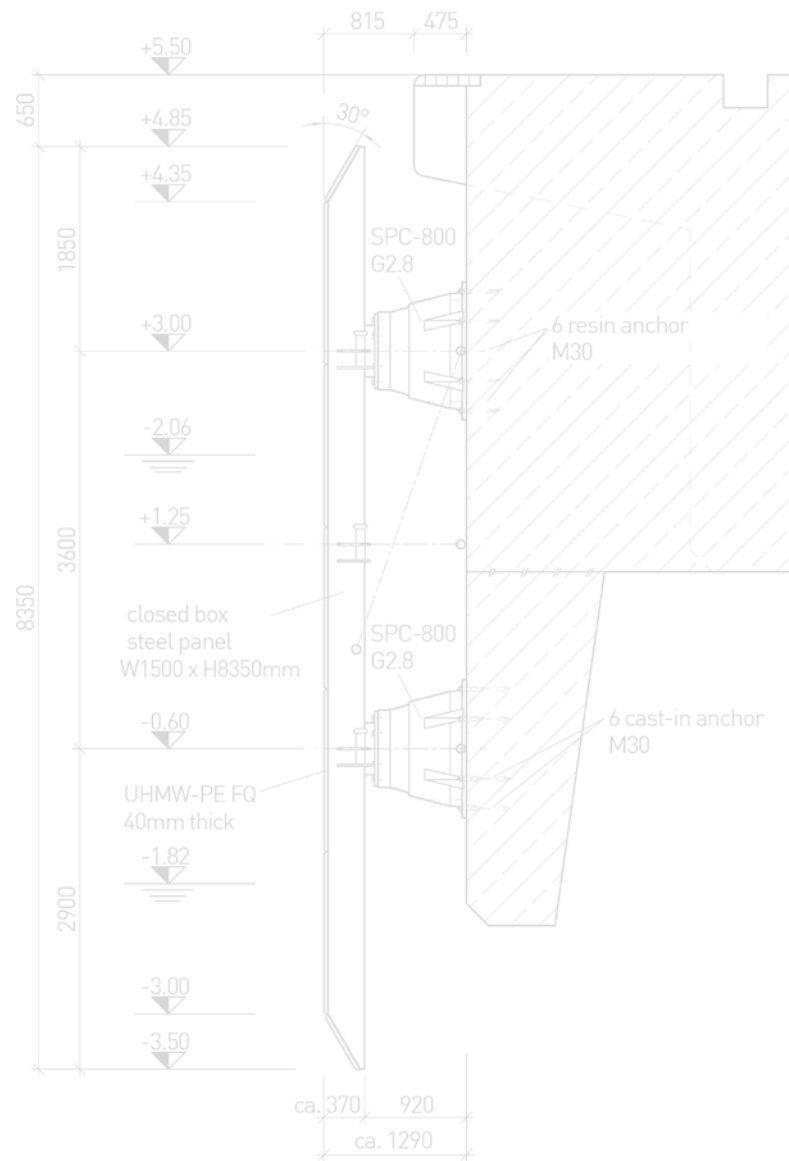 815
475
+5.50
650
+4.85
30°
+4.35
1850
SPC-800
G2.8
+3.00
6 resin anchor
M30
-2.06
+1.25
3600
8350
closed box
steel panel
W1500 x H8350mm
SPC-800
G2.8
-0.60
6 cast-in anchor
M30
UHMW-PE FQ
40mm thick
-1.82
2900
-3.00
-3.50
ca. 370
920
ca. 1290